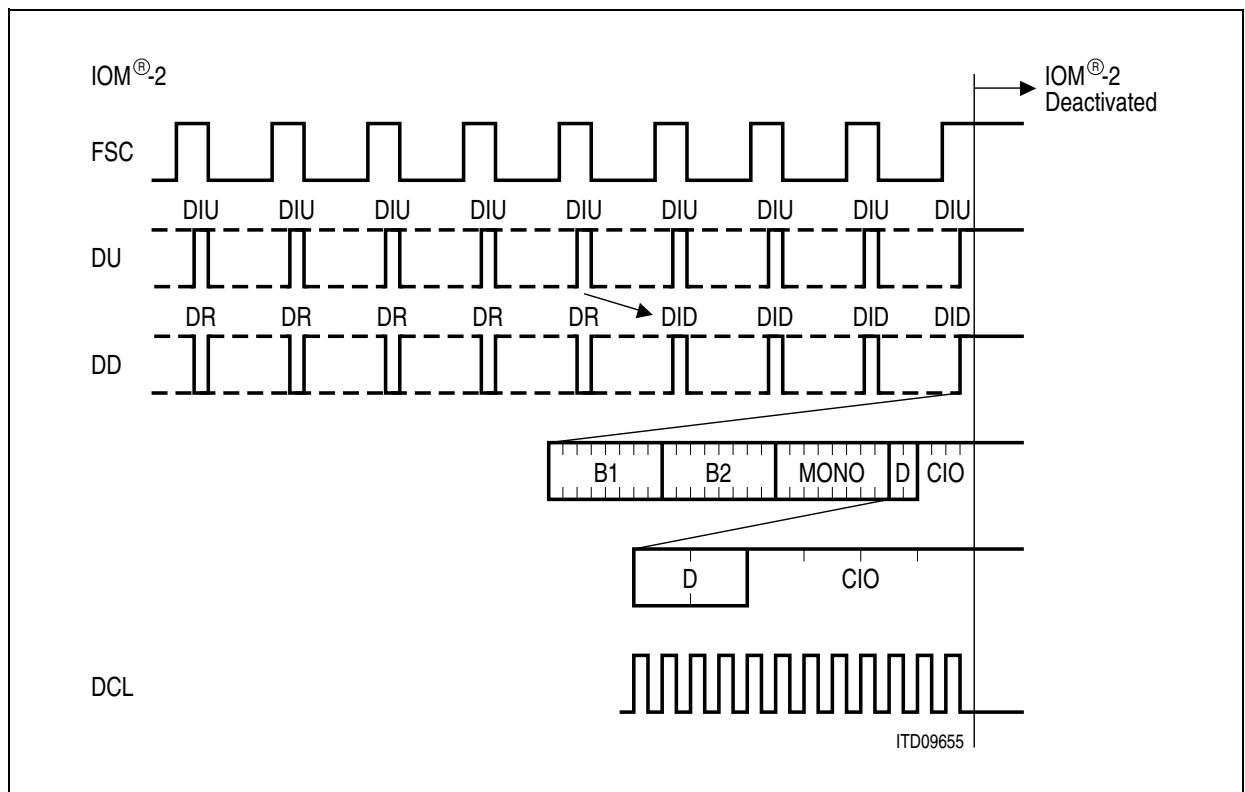 IOM®-2
IOM®-2
Deactivated
FSC
DIU DIU DIU DIU DIU DIU DIU DIU DIU
DU
DR DR DR DR DR DID DID DID DID
DD
B1 B2 MONO D CIO
D CIO
DCL
ITD09655